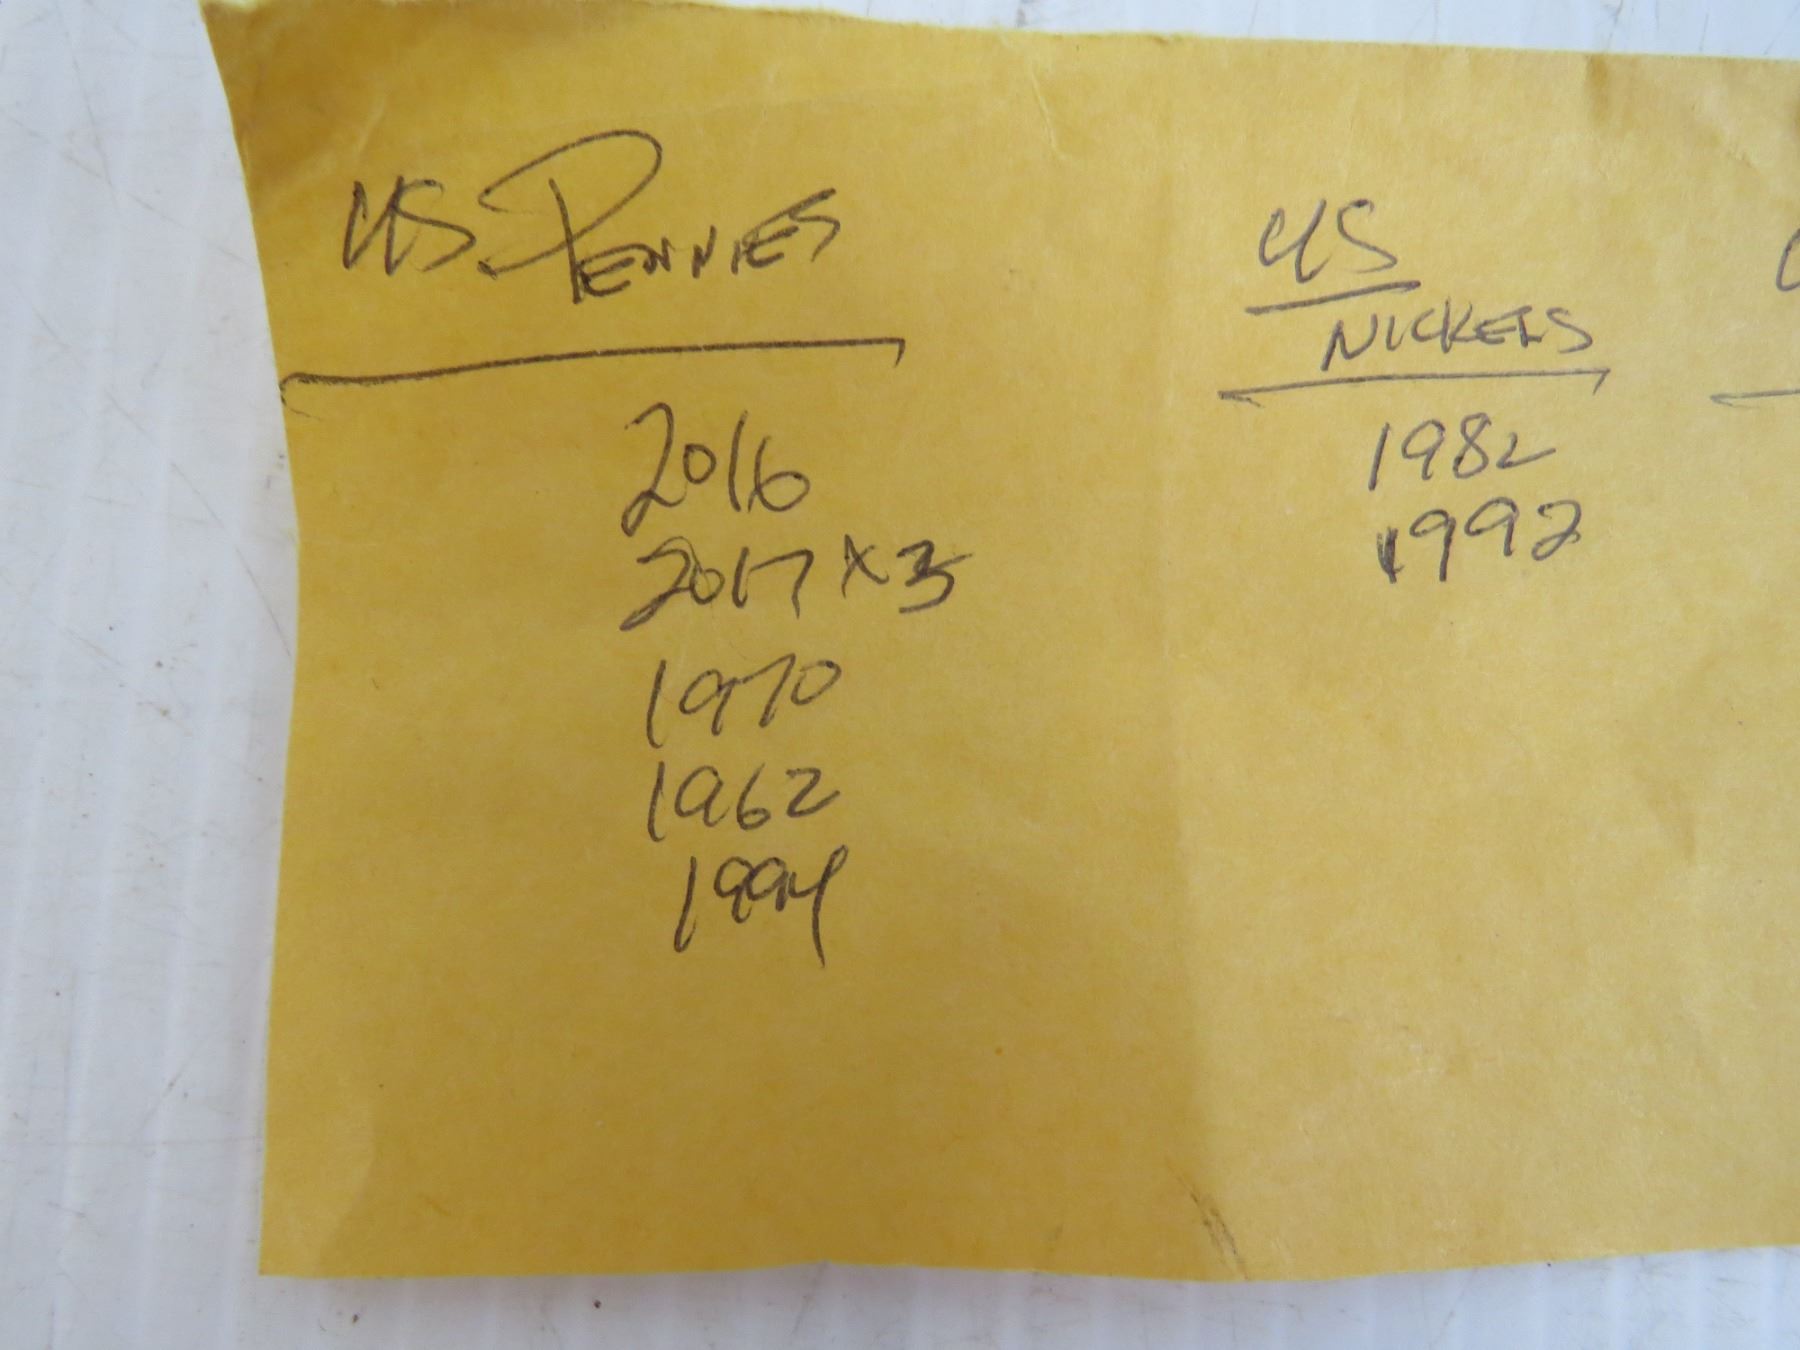 US. PENNIES
2016
2017 x 3
1970
1962
1994
US
NICKELS
1982
1992